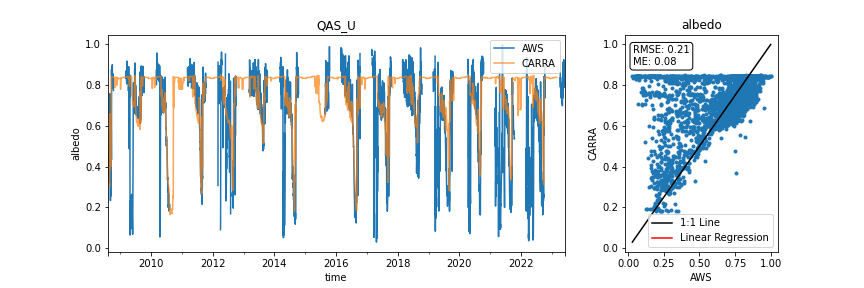 QAS_U
albedo
1.0
0.8
0.6
0.4
0.2
0.0
albedo
AWS
CARRA
2010
2012
2014
2016
2018
2020
2022
time
albedo
1.0
0.8
0.6
0.4
0.2
0.0
CARRA
RMSE: 0.21
ME: 0.08
1:1 Line
Linear Regression
0.00
0.25
0.50
0.75
1.00
AWS